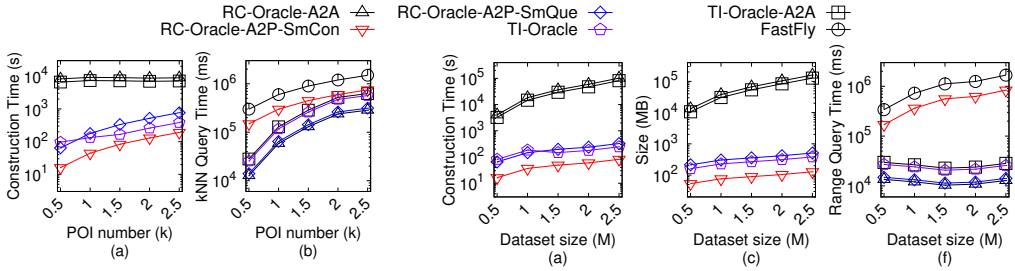 RC-Oracle-A2A
RC-Oracle-A2P-SmCon
RC-Oracle-A2P-SmQue
TI-Oracle
TI-Oracle-A2A
FastFly
Construction Time (s)
10^4
10^3
10^2
10^1
0.5 1 1.5 2 2.5
POI number (k)
(a)
kNN Query Time (ms)
10^6
10^5
10^4
0.5 1 1.5 2 2.5
POI number (k)
(b)
Construction Time (s)
10^5
10^4
10^3
10^2
10^1
0.5 1 1.5 2 2.5
Dataset size (M)
(a)
Size (MB)
10^5
10^4
10^3
10^2
10^1
0.5 1 1.5 2 2.5
Dataset size (M)
(c)
Range Query Time (ms)
10^6
10^5
10^4
0.5 1 1.5 2 2.5
Dataset size (M)
(f)